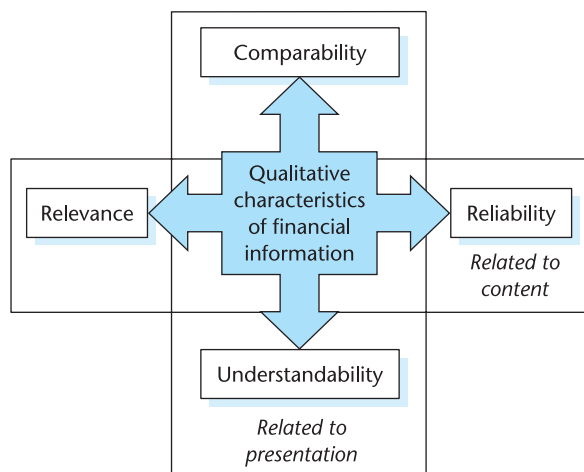 Comparability
Qualitative
characteristics
of financial
information
Relevance
Reliability
Related to
content
Understandability
Related to
presentation